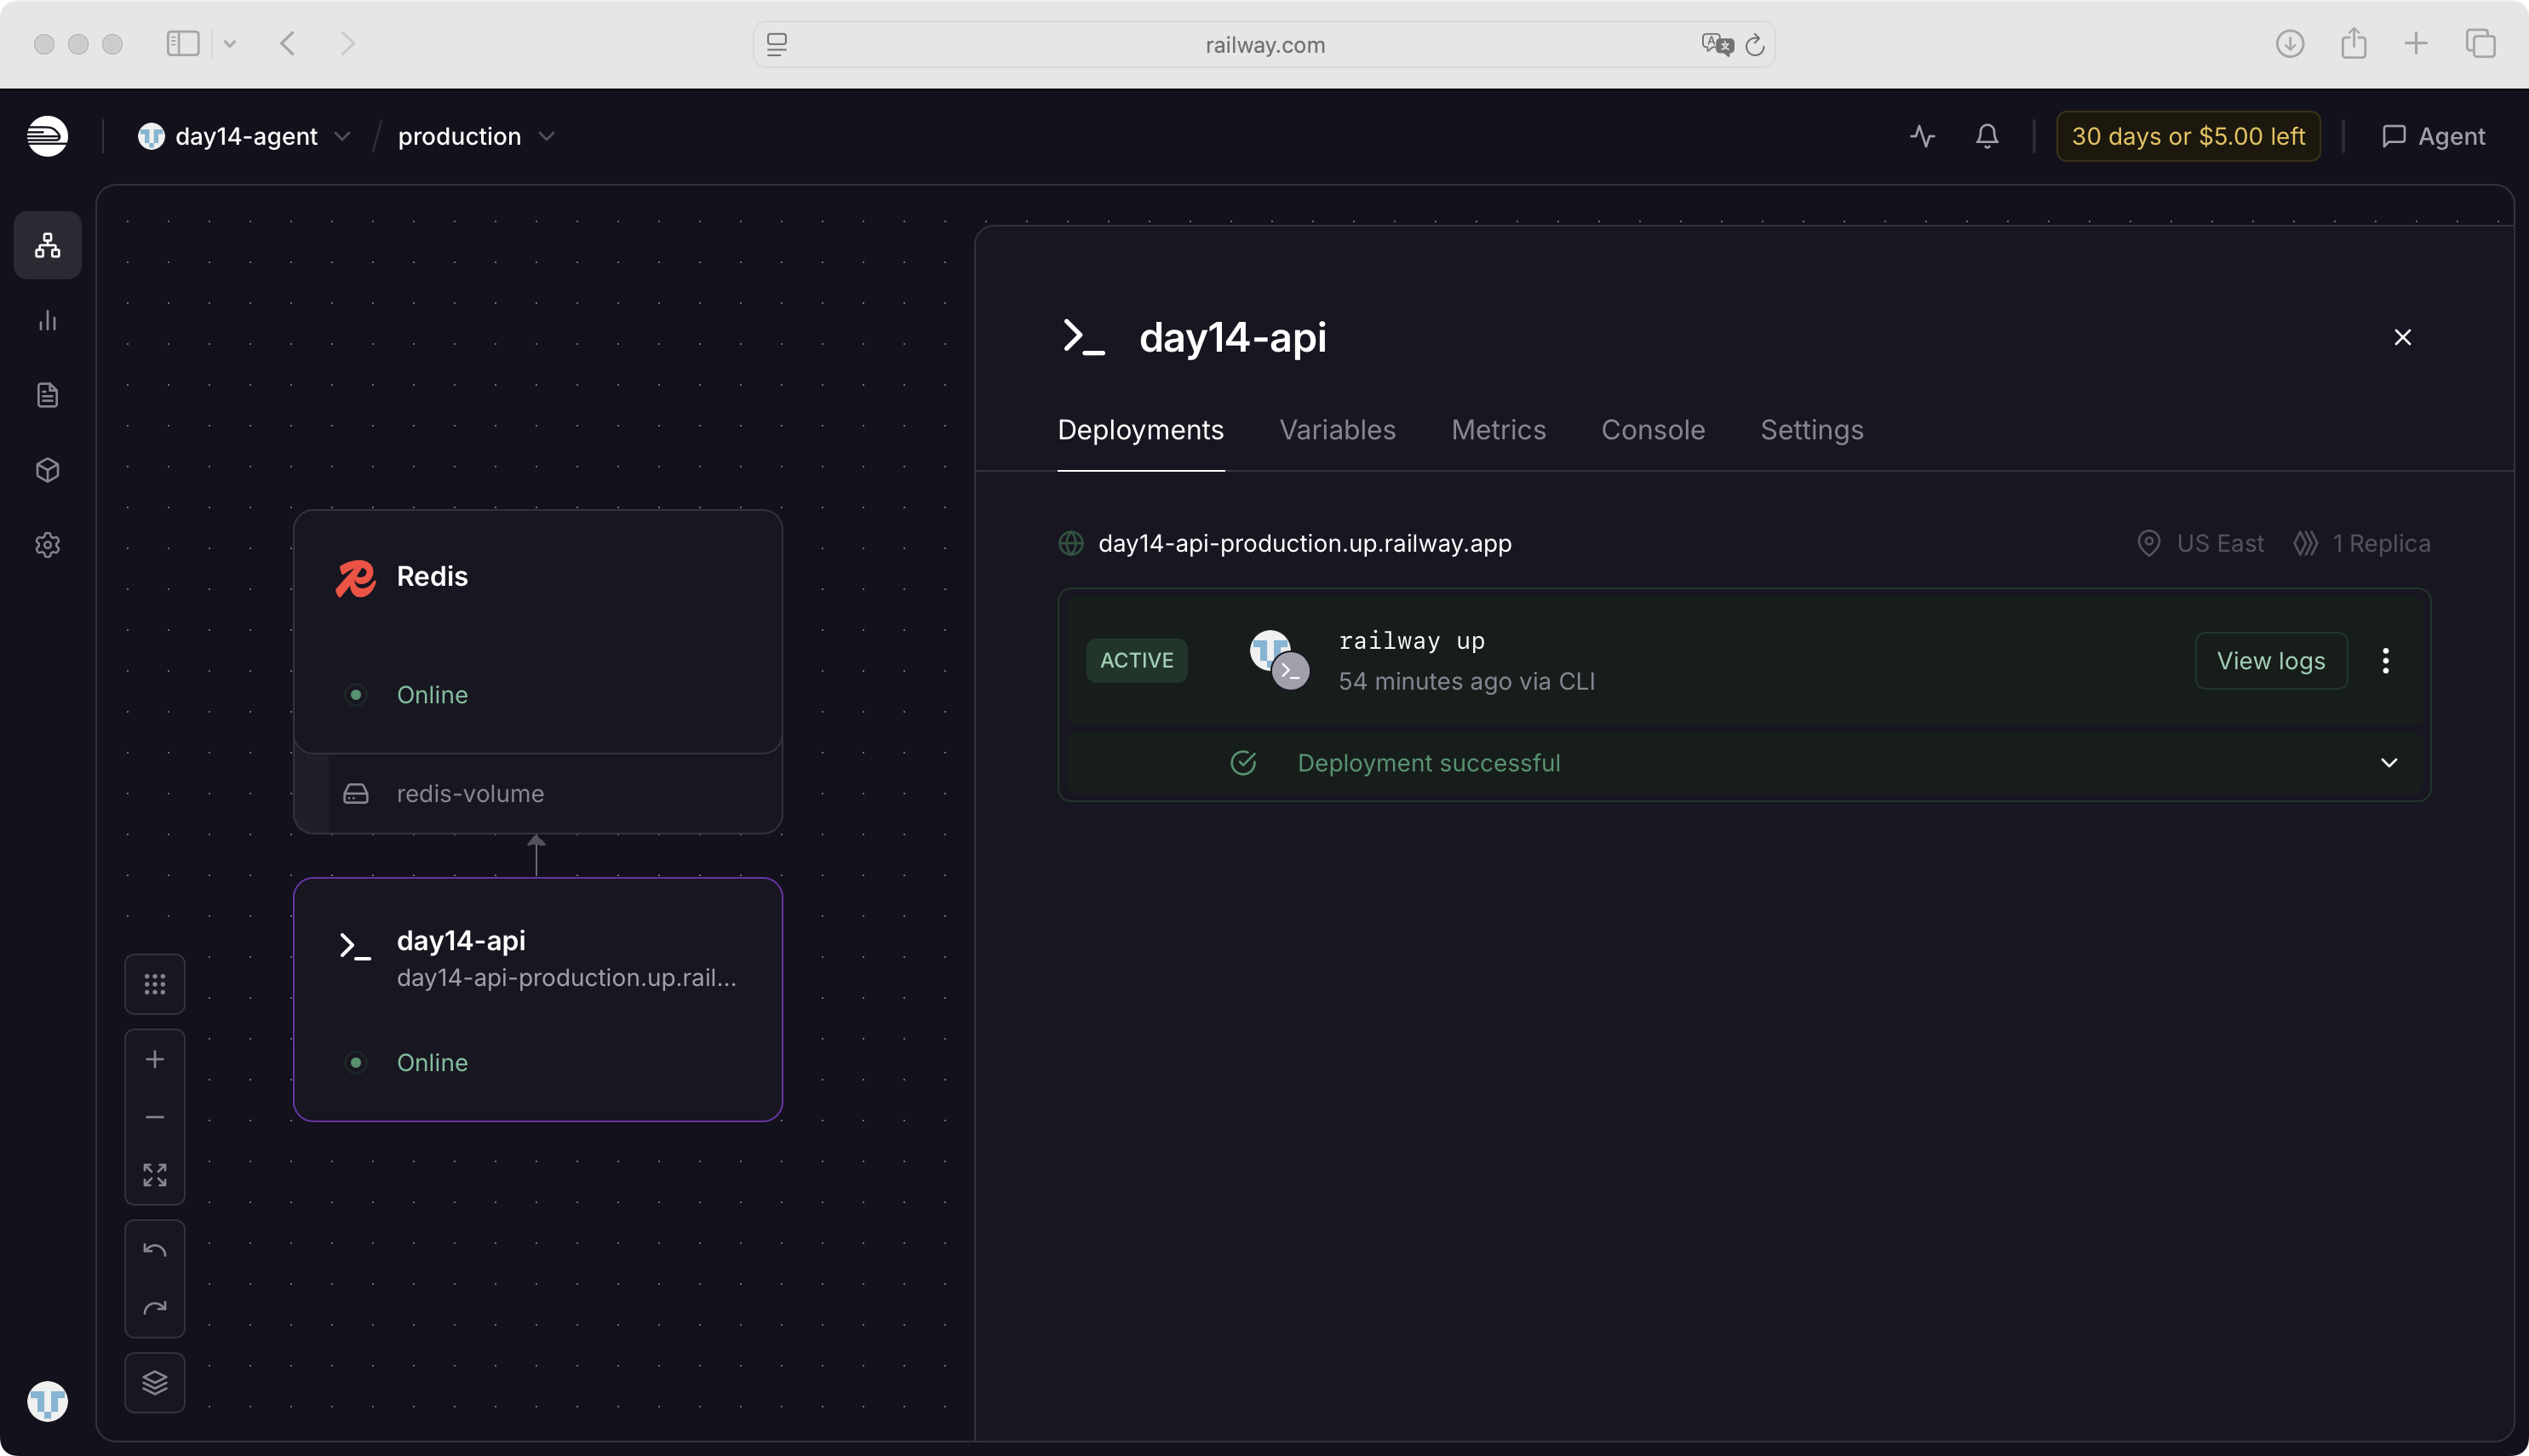 railway.com
day14-agent / production
30 days or $5.00 left
Agent
Redis
Online
redis-volume
day14-api
day14-api-production.up.rail...
Online
day14-api
Deployments Variables Metrics Console Settings
day14-api-production.up.railway.app
US East 1 Replica
ACTIVE
railway up
54 minutes ago via CLI
View logs
Deployment successful